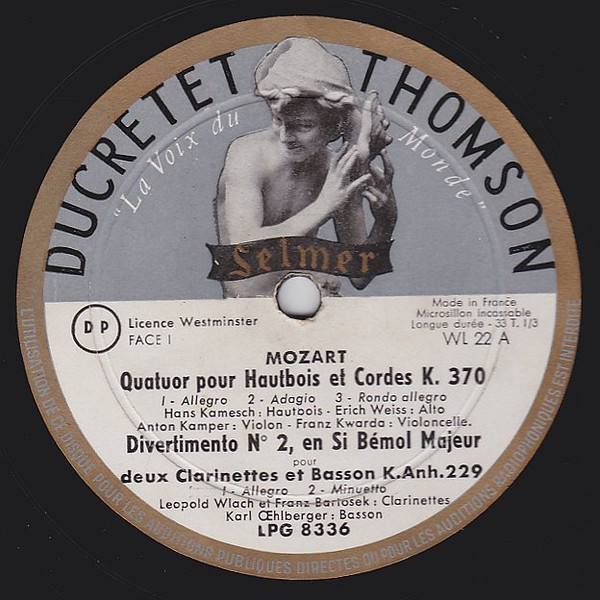 DUCRETET THOMSON
"La Voix du Monde"
Selmer
DP
Licence Westminster
FACE I
Made in France
Microsillon incassable
Longue durée - 33 T. 1/3
WL 22 A
MOZART
Quatuor pour Hautbois et Cordes K. 370
1 - Allegro 2 - Adagio 3 - Rondo allegro
Hans Kamesch : Hautbois - Erich Weiss : Alto
Anton Kamper : Violon - Franz Kwarda : Violoncelle.
Divertimento N° 2, en Si Bémol Majeur
pour
deux Clarinettes et Basson K.Anh.229
1 - Allegro 2 - Minuetto
Leopold Wlach et Franz Bartosek : Clarinettes
Karl Œhlberger : Basson
LPG 8336
L'UTILISATION DE CE DISQUE POUR LES AUDITIONS PUBLIQUES DIRECTES OU POUR LES AUDITIONS RADIOPHONIQUES EST INTERDITE